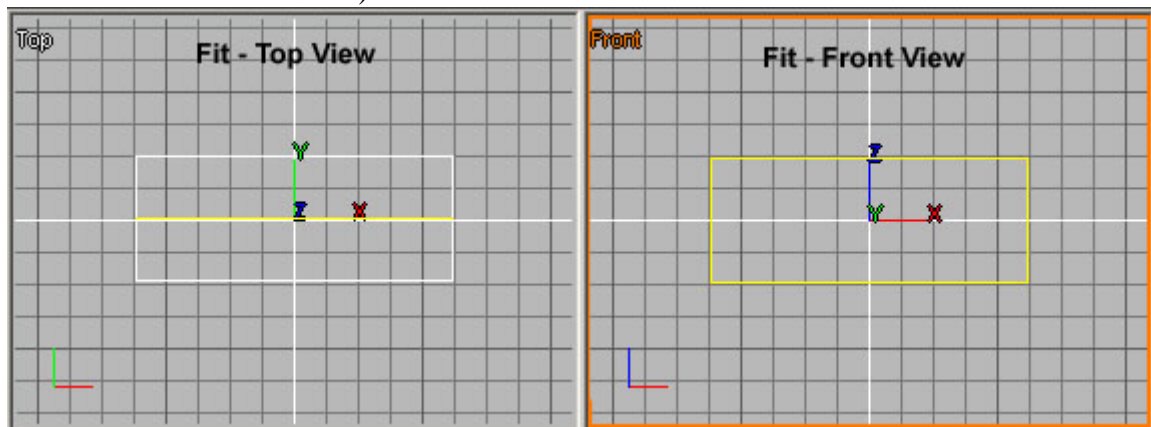 )
Top
Fit - Top View
Y
Z
X
Front
Fit - Front View
Z
Y
X